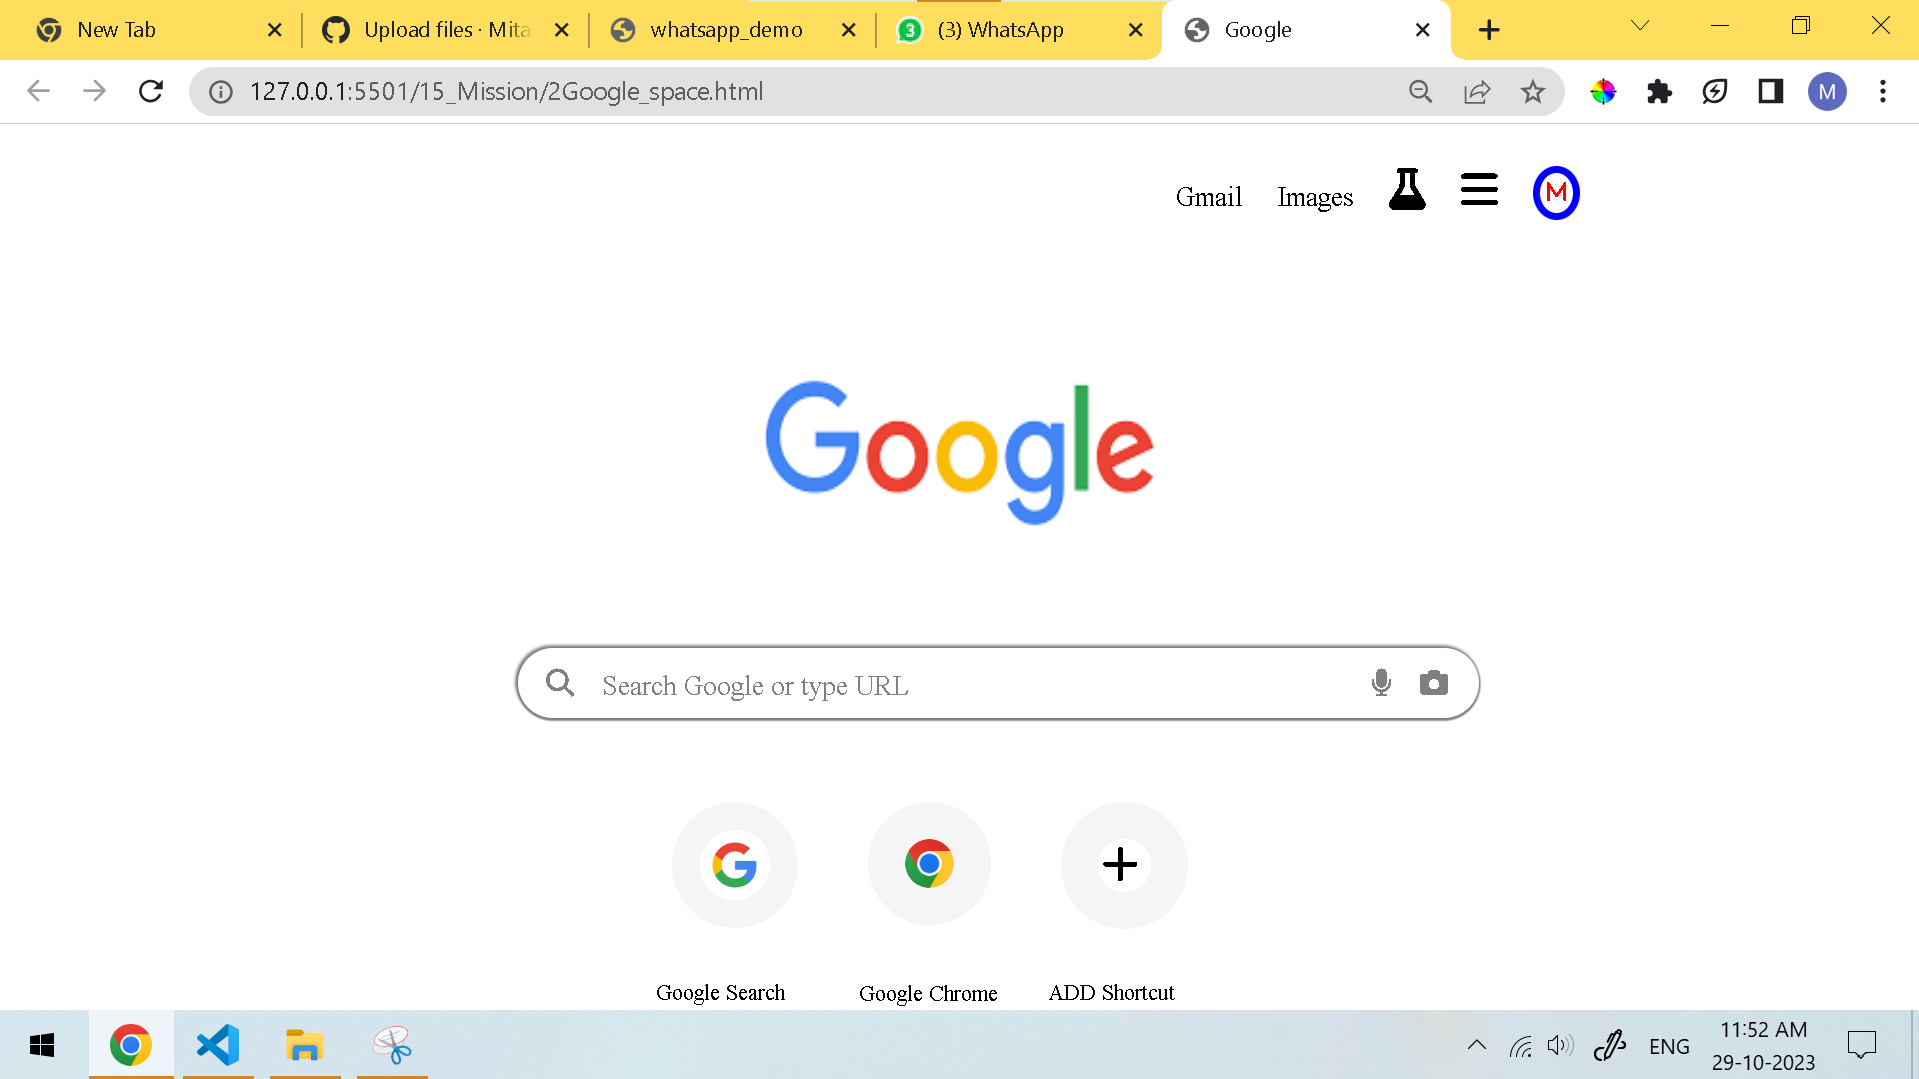 New Tab
Upload files · Mita
whatsapp_demo
3
(3) WhatsApp
Google
127.0.0.1:5501/15_Mission/2Google_space.html
M
Gmail
Images
M
Google
Search Google or type URL
G
Google Search
Google Chrome
ADD Shortcut
ENG
11:52 AM
29-10-2023